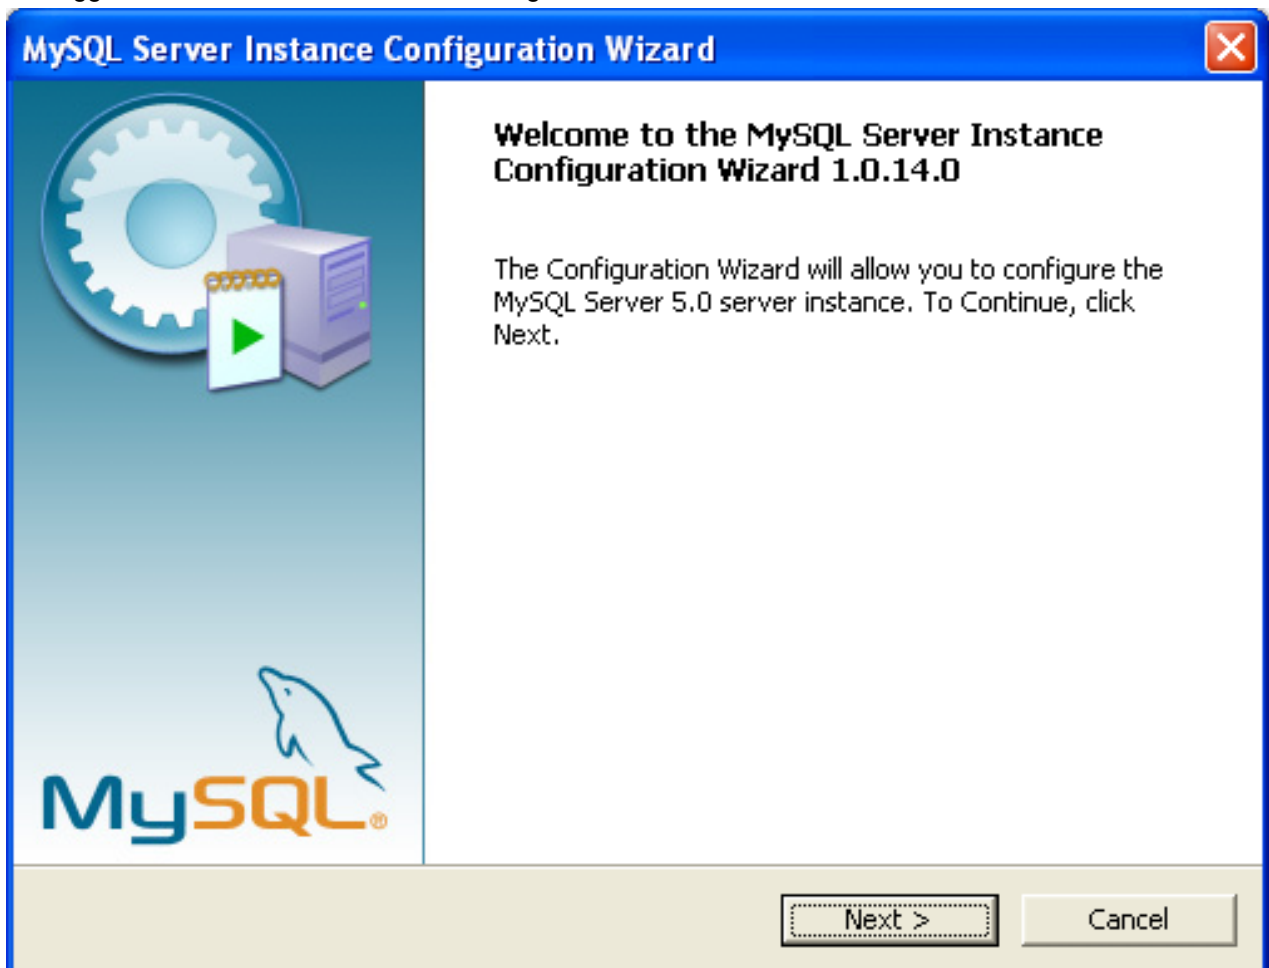 MySQL Server Instance Configuration Wizard
Welcome to the MySQL Server Instance
Configuration Wizard 1.0.14.0
The Configuration Wizard will allow you to configure the
MySQL Server 5.0 server instance. To Continue, click
Next.
MySQL®
Next >
Cancel